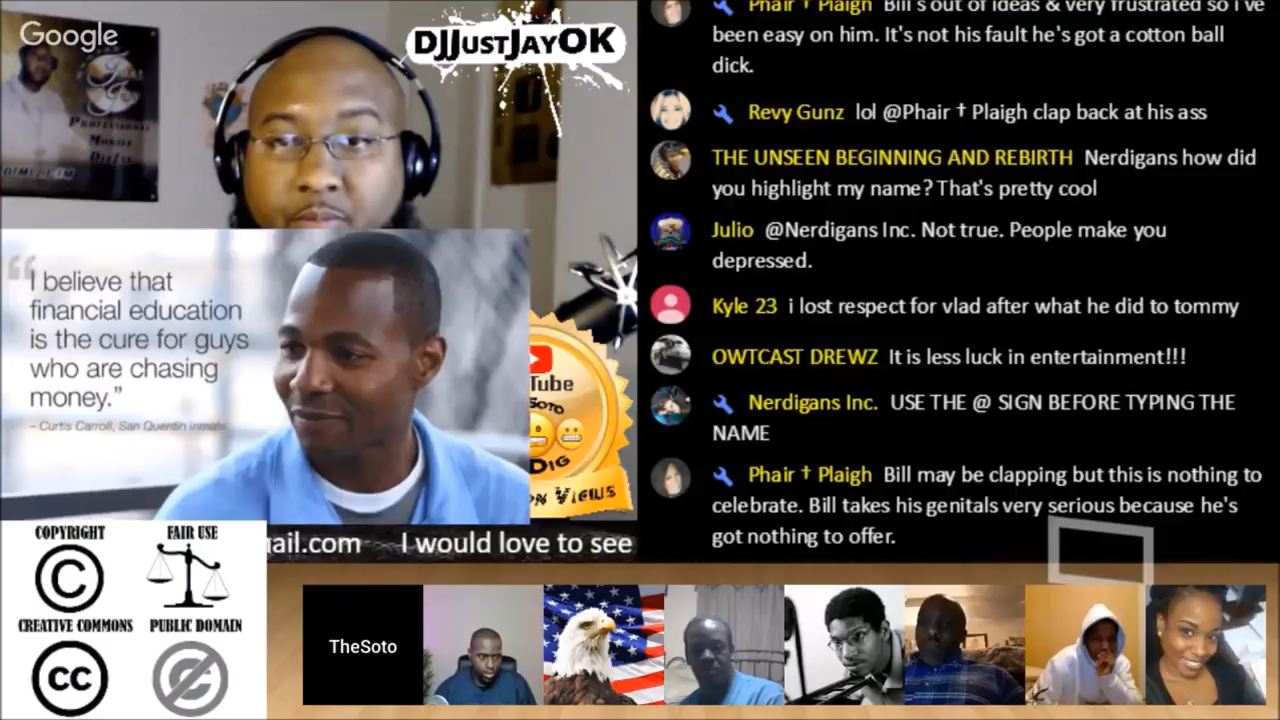 Google
DJJustJayOK
Professional
Mobile
DeeJay
“I believe that
financial education
is the cure for guys
who are chasing
money.”
– Curtis Carroll, San Quentin inmate
Tube
Soto
Dig
ail.com I would love to see
COPYRIGHT
FAIR USE
CREATIVE COMMONS
PUBLIC DOMAIN
cc
Phair † Plaigh Bill's out of ideas & very frustrated so I've
been easy on him. It's not his fault he's got a cotton ball
dick.
Revy Gunz lol @Phair † Plaigh clap back at his ass
THE UNSEEN BEGINNING AND REBIRTH Nerdigans how did
you highlight my name? That's pretty cool
Julio @Nerdigans Inc. Not true. People make you
depressed.
Kyle 23 i lost respect for vlad after what he did to tommy
OWTCAST DREWZ It is less luck in entertainment!!!
Nerdigans Inc. USE THE @ SIGN BEFORE TYPING THE
NAME
Phair † Plaigh Bill may be clapping but this is nothing to
celebrate. Bill takes his genitals very serious because he's
got nothing to offer.
TheSoto